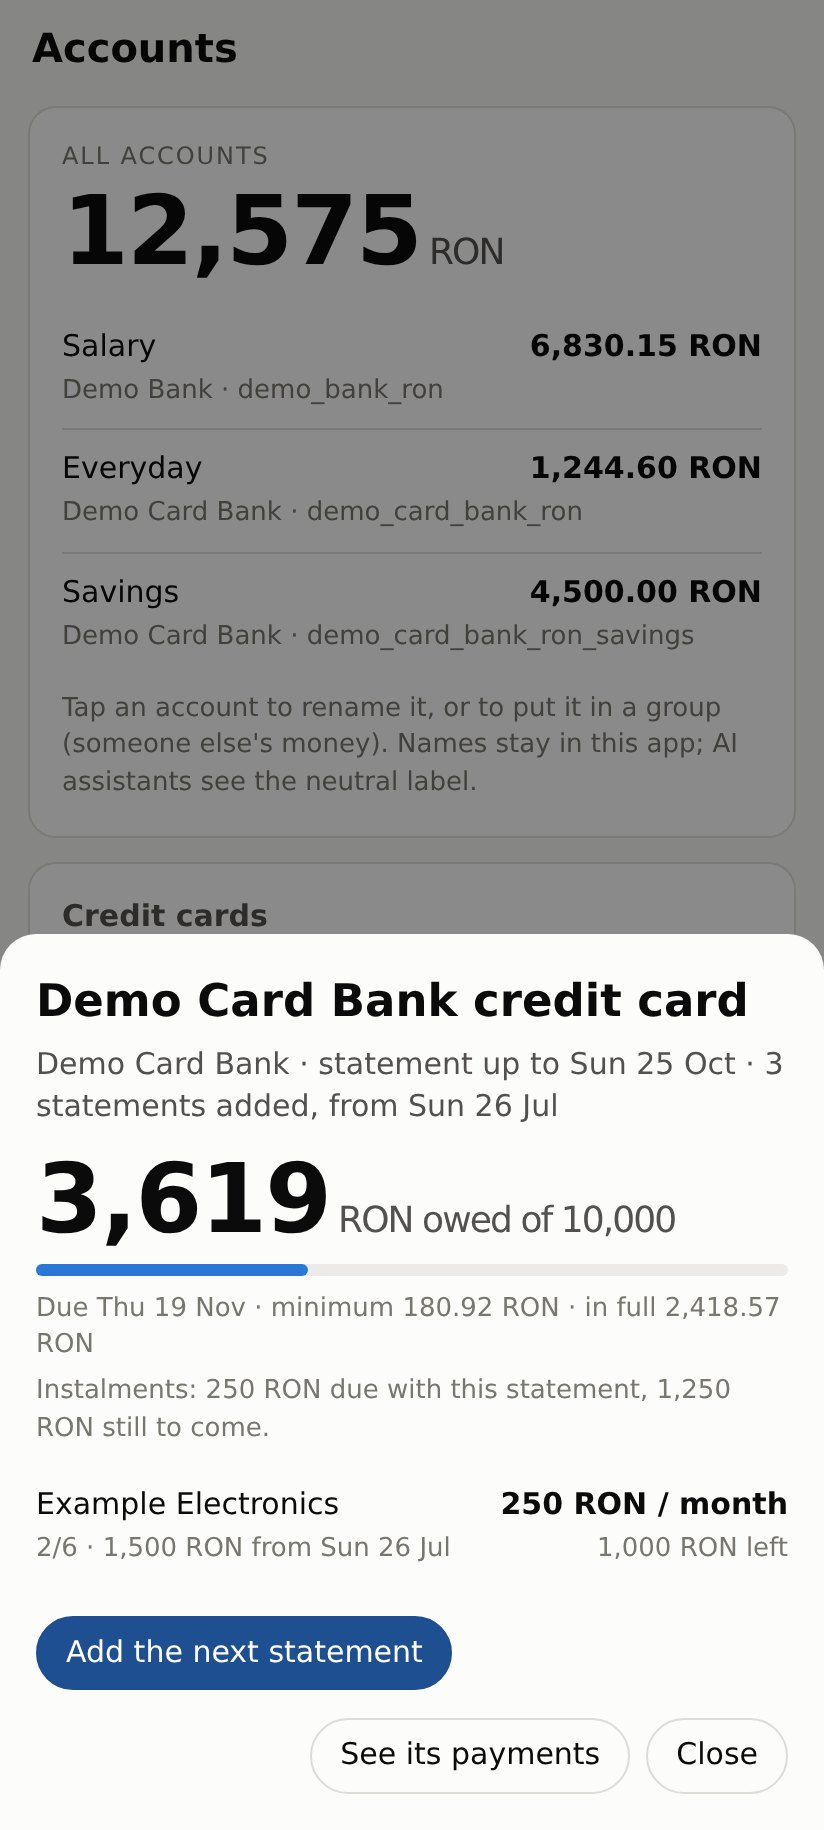 Accounts
ALL ACCOUNTS
12,575 RON
Salary 6,830.15 RON
Demo Bank · demo_bank_ron
Everyday 1,244.60 RON
Demo Card Bank · demo_card_bank_ron
Savings 4,500.00 RON
Demo Card Bank · demo_card_bank_ron_savings
Tap an account to rename it, or to put it in a group
(someone else's money). Names stay in this app; AI
assistants see the neutral label.
Credit cards
Demo Card Bank credit card
Demo Card Bank · statement up to Sun 25 Oct · 3
statements added, from Sun 26 Jul
3,619 RON owed of 10,000
Due Thu 19 Nov · minimum 180.92 RON · in full 2,418.57
RON
Instalments: 250 RON due with this statement, 1,250
RON still to come.
Example Electronics 250 RON / month
2/6 · 1,500 RON from Sun 26 Jul 1,000 RON left
Add the next statement
See its payments Close